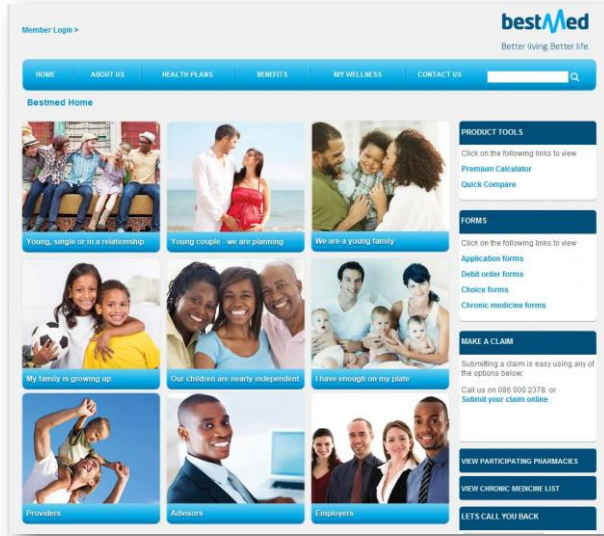 Member Login >
bestMed
Better living. Better life.
HOME ABOUT US HEALTH PLANS BENEFITS MY WELLNESS CONTACT US
Bestmed Home
Young, single or in a relationship
Young couple - we are planning
We are a young family
My family is growing up
Our children are nearly independent
I have enough on my plate
Providers
Advisors
Employers
PRODUCT TOOLS
Click on the following links to view
Premium Calculator
Quick Compare
FORMS
Click on the following links to view
Application forms
Debit order forms
Choice forms
Chronic medicine forms
MAKE A CLAIM
Submitting a claim is easy using any of
the options below:
Call us on 086 000 2378. or
Submit your claim online
VIEW PARTICIPATING PHARMACIES
VIEW CHRONIC MEDICINE LIST
LETS CALL YOU BACK